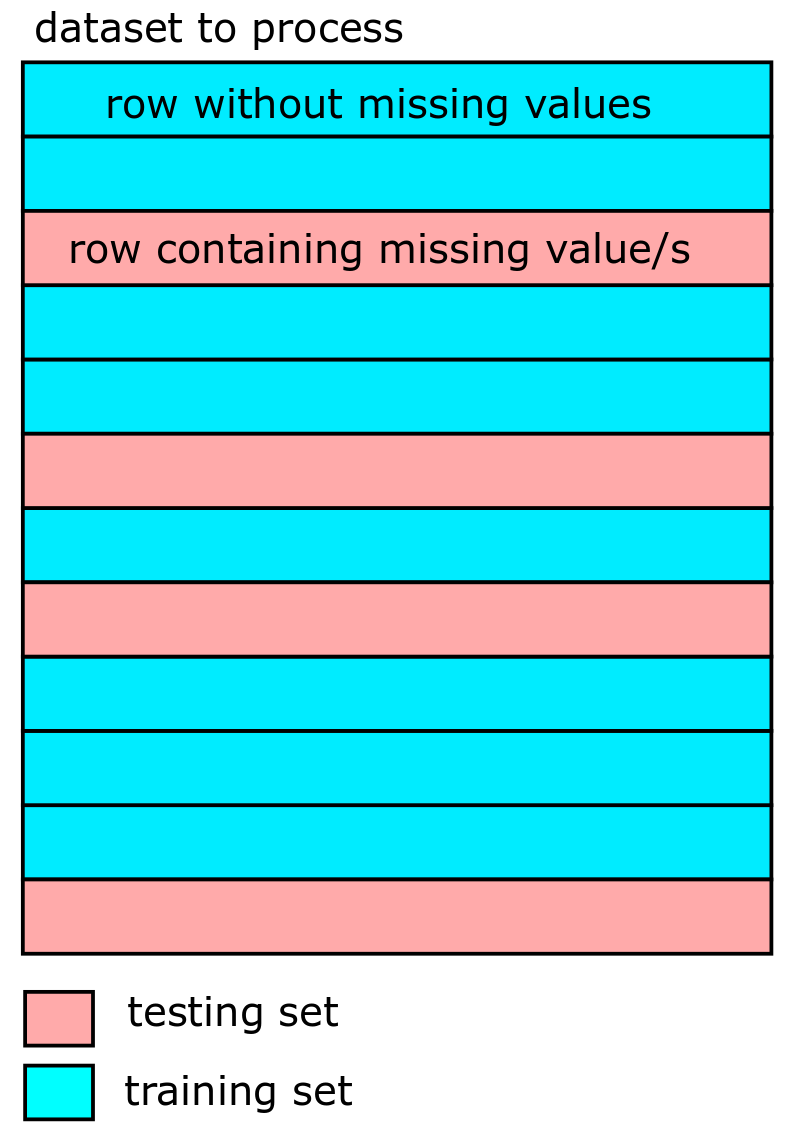 dataset to process
row without missing values
row containing missing value/s
testing set
training set